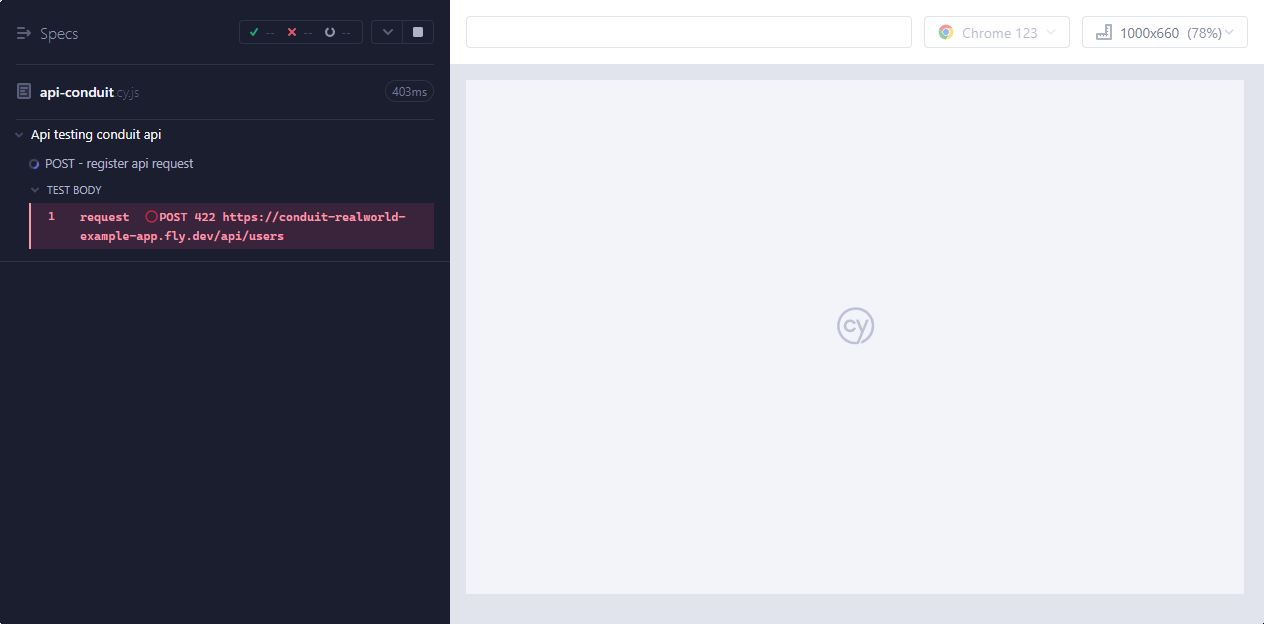 Specs
--
--
--
Chrome 123
1000x660 (78%)
api-conduit.cy.js
403ms
Api testing conduit api
POST - register api request
TEST BODY
1 request POST 422 https://conduit-realworld-
example-app.fly.dev/api/users
cy